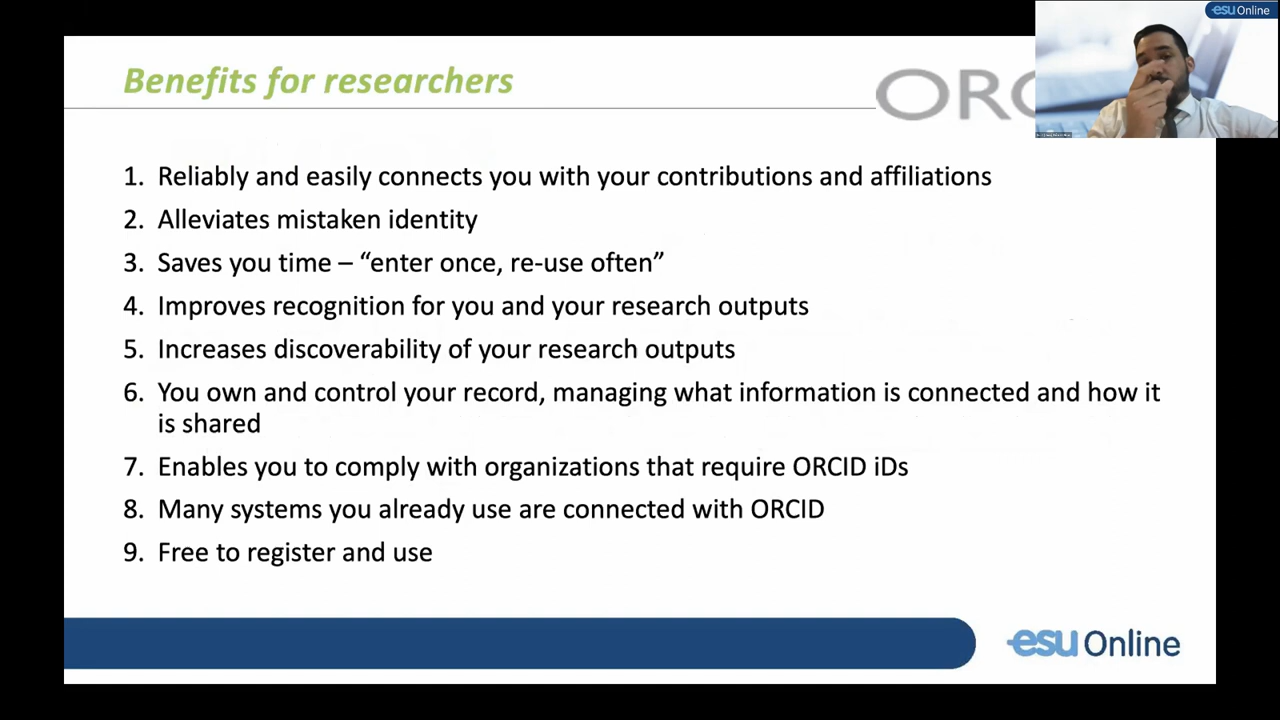 esu Online
Benefits for researchers
ORC
1. Reliably and easily connects you with your contributions and affiliations
2. Alleviates mistaken identity
3. Saves you time – “enter once, re-use often”
4. Improves recognition for you and your research outputs
5. Increases discoverability of your research outputs
6. You own and control your record, managing what information is connected and how it
is shared
7. Enables you to comply with organizations that require ORCID iDs
8. Many systems you already use are connected with ORCID
9. Free to register and use
esu Online